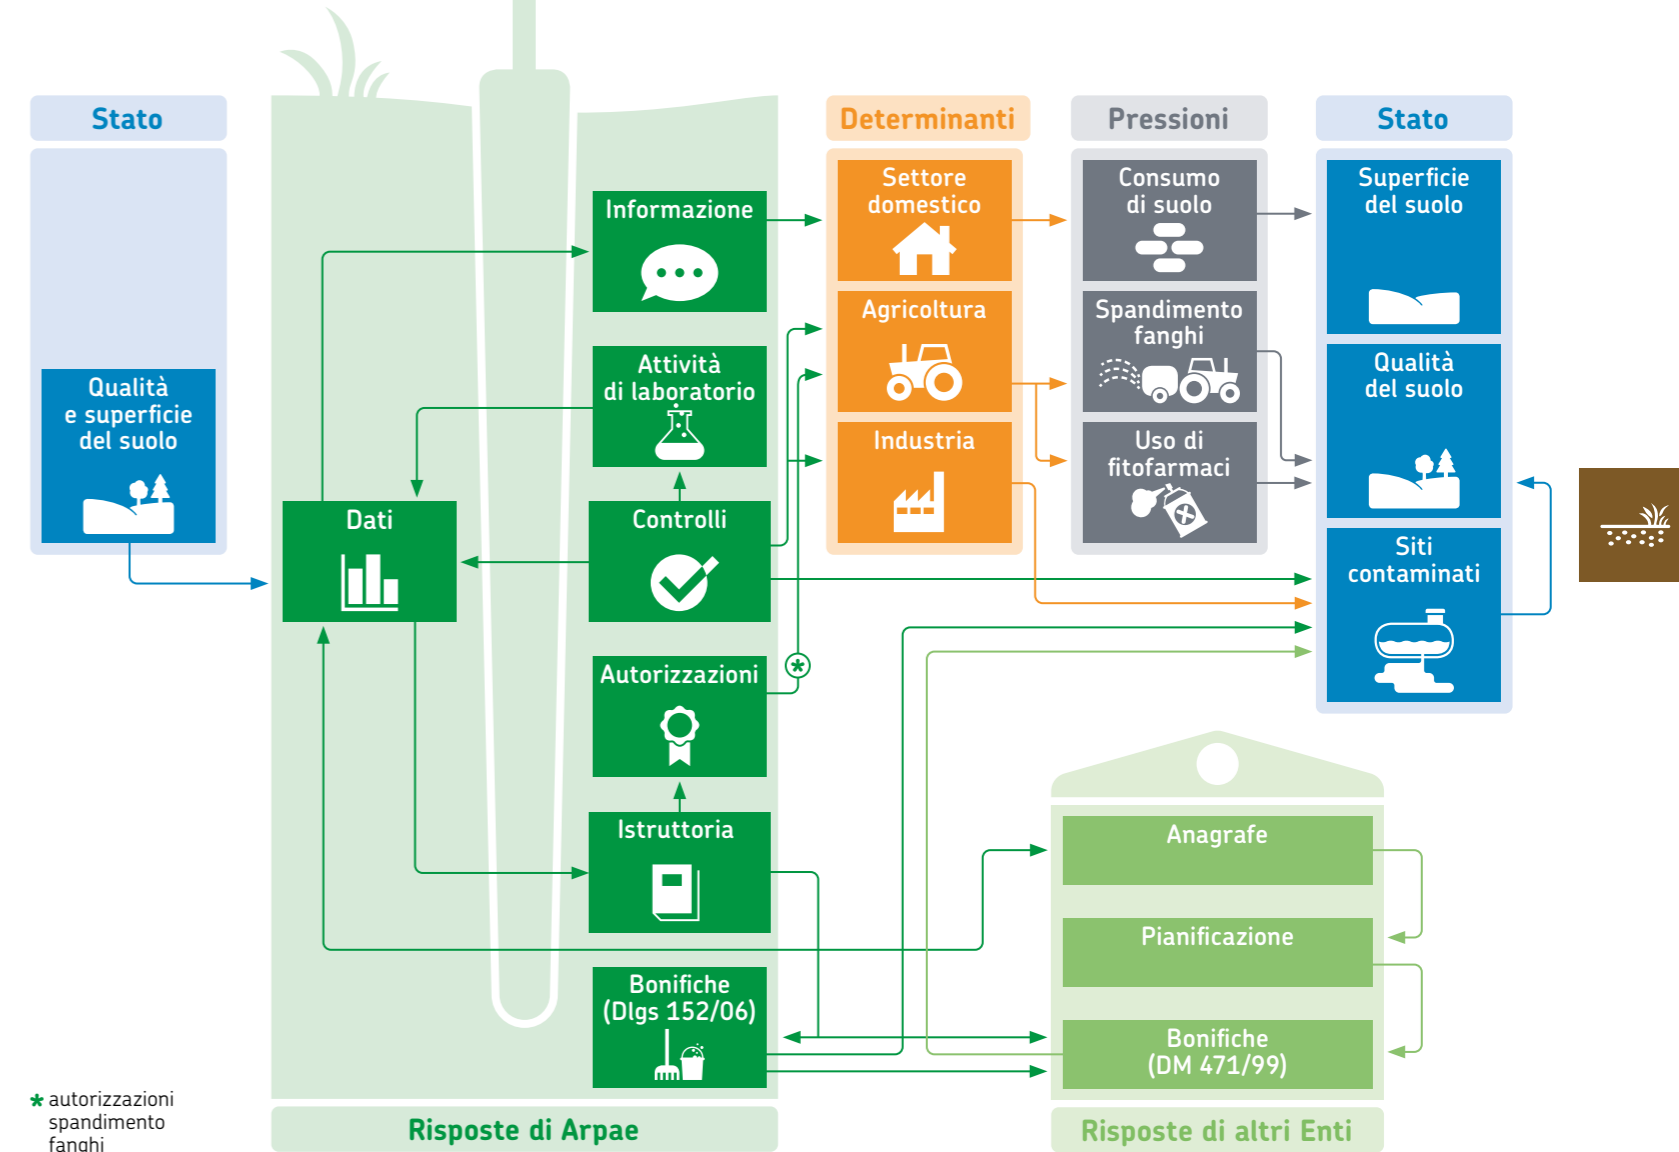 Stato
Qualità
e superficie
del suolo
Informazione
Attività
di laboratorio
Dati
Controlli
Autorizzazioni
Istruttoria
Bonifiche
(Dlgs 152/06)
Risposte di Arpae
Determinanti
Settore
domestico
Agricoltura
Industria
Pressioni
Consumo
di suolo
Spandimento
fanghi
Uso di
fitofarmaci
Stato
Superficie
del suolo
Qualità
del suolo
Siti
contaminati
*
Anagrafe
Pianificazione
Bonifiche
(DM 471/99)
Risposte di altri Enti
* autorizzazioni
spandimento
fanghi